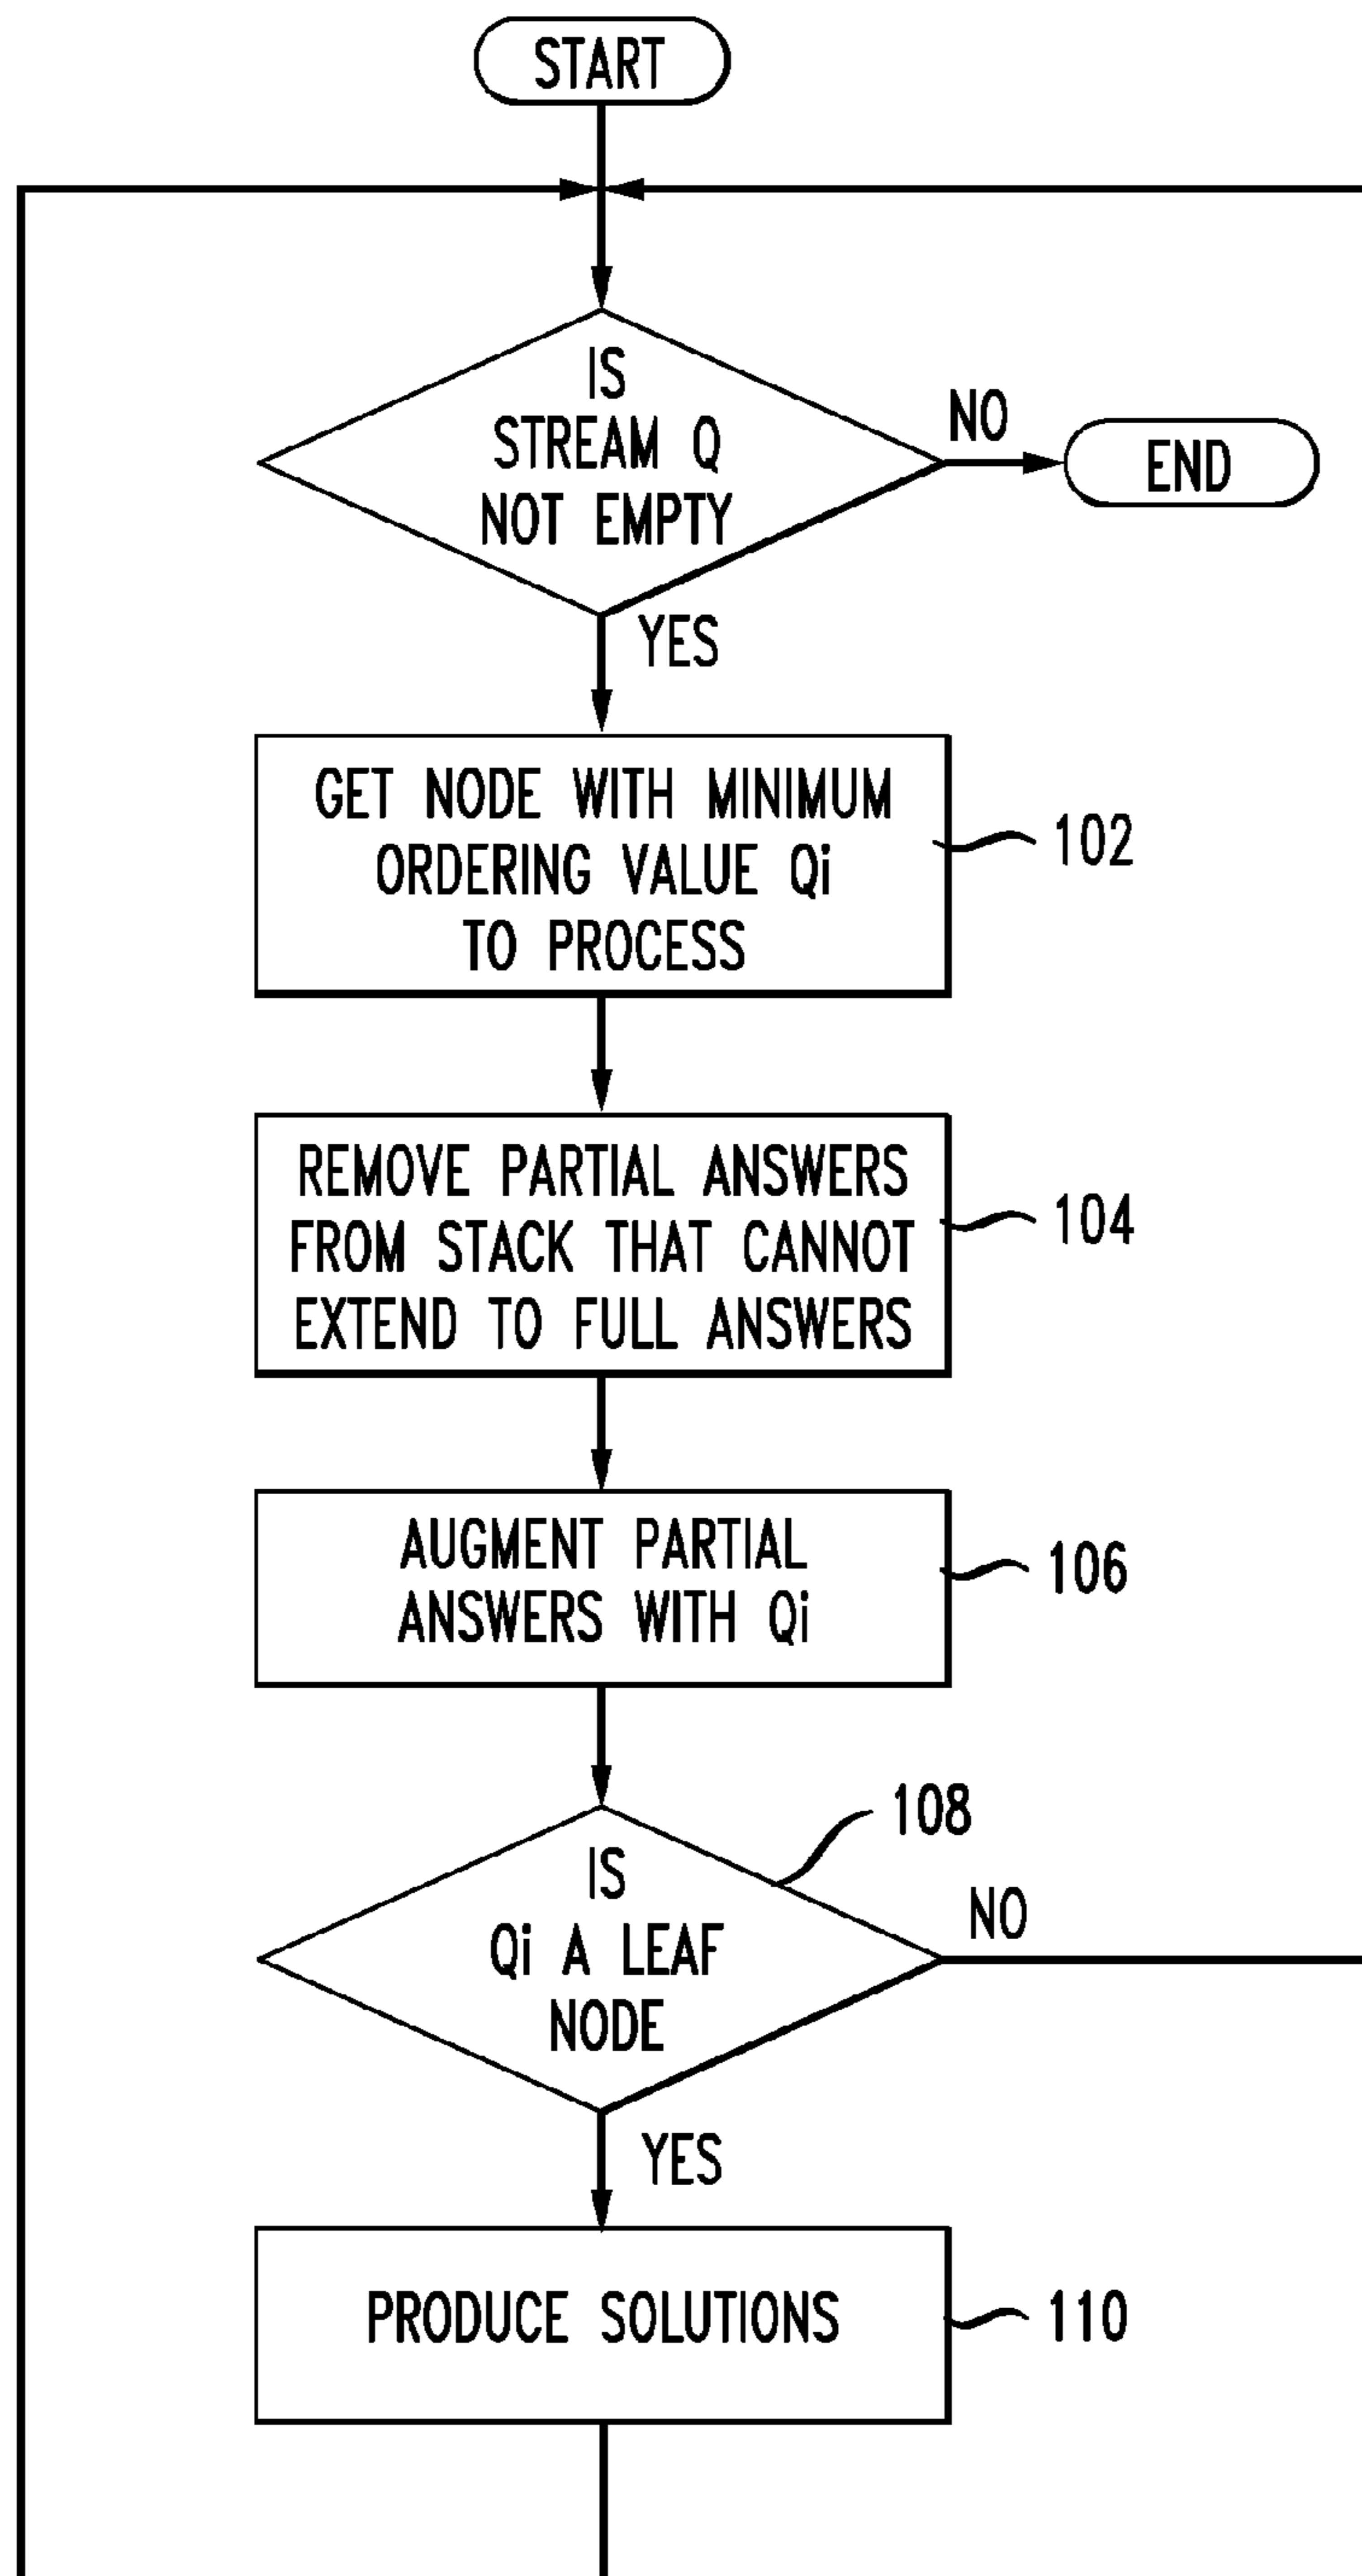 START
IS
STREAM Q
NOT EMPTY
NO
END
YES
GET NODE WITH MINIMUM
ORDERING VALUE Qi
TO PROCESS
102
REMOVE PARTIAL ANSWERS
FROM STACK THAT CANNOT
EXTEND TO FULL ANSWERS
104
AUGMENT PARTIAL
ANSWERS WITH Qi
106
108
IS
Qi A LEAF
NODE
NO
YES
PRODUCE SOLUTIONS
110